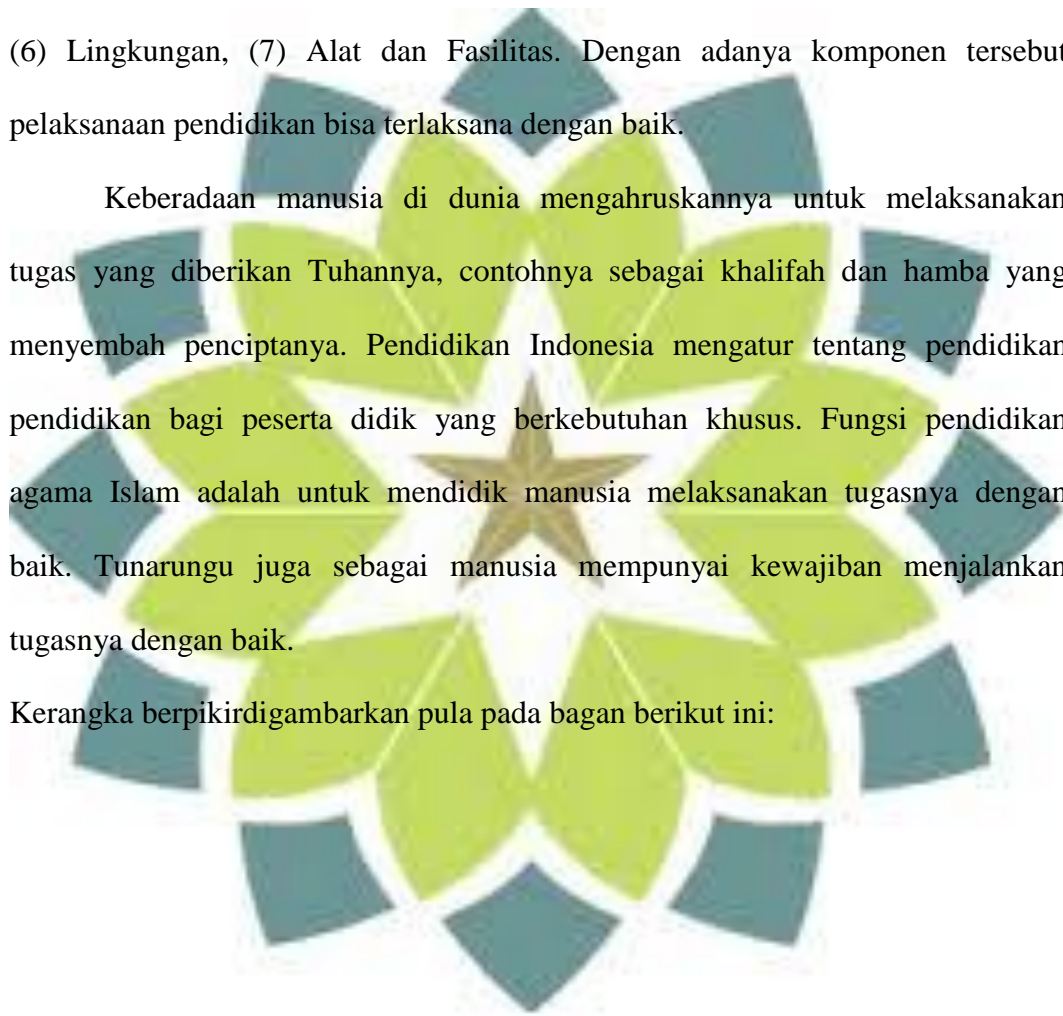 (6) Lingkungan, (7) Alat dan Fasilitas. Dengan adanya komponen tersebut
pelaksanaan pendidikan bisa terlaksana dengan baik.
Keberadaan manusia di dunia mengahruskannya untuk melaksanakan
tugas yang diberikan Tuhannya, contohnya sebagai khalifah dan hamba yang
menyembah penciptanya. Pendidikan Indonesia mengatur tentang pendidikan
pendidikan bagi peserta didik yang berkebutuhan khusus. Fungsi pendidikan
agama Islam adalah untuk mendidik manusia melaksanakan tugasnya dengan
baik. Tunarungu juga sebagai manusia mempunyai kewajiban menjalankan
tugasnya dengan baik.
Kerangka berpikirdigambarkan pula pada bagan berikut ini: